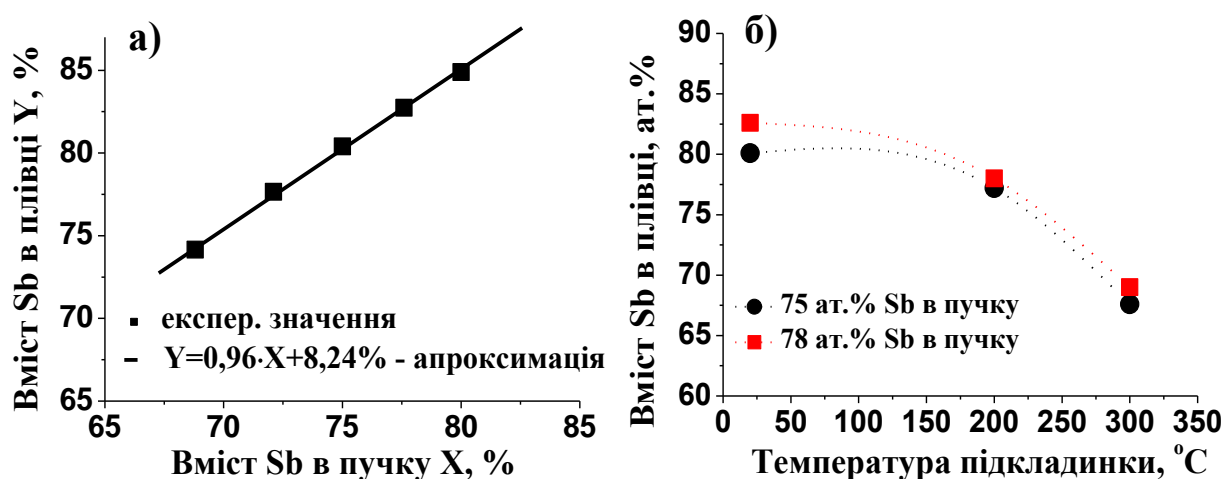 а)
Вміст Sb в плівці Y, %
85
80
75
70
65
експер. значення
Y=0,96·X+8,24% - апроксимація
65 70 75 80 85
Вміст Sb в пучку X, %
б)
Вміст Sb в плівці, ат.%
90
85
80
75
70
65
60
75 ат.% Sb в пучку
78 ат.% Sb в пучку
0 50 100 150 200 250 300 350
Температура підкладинки, °C